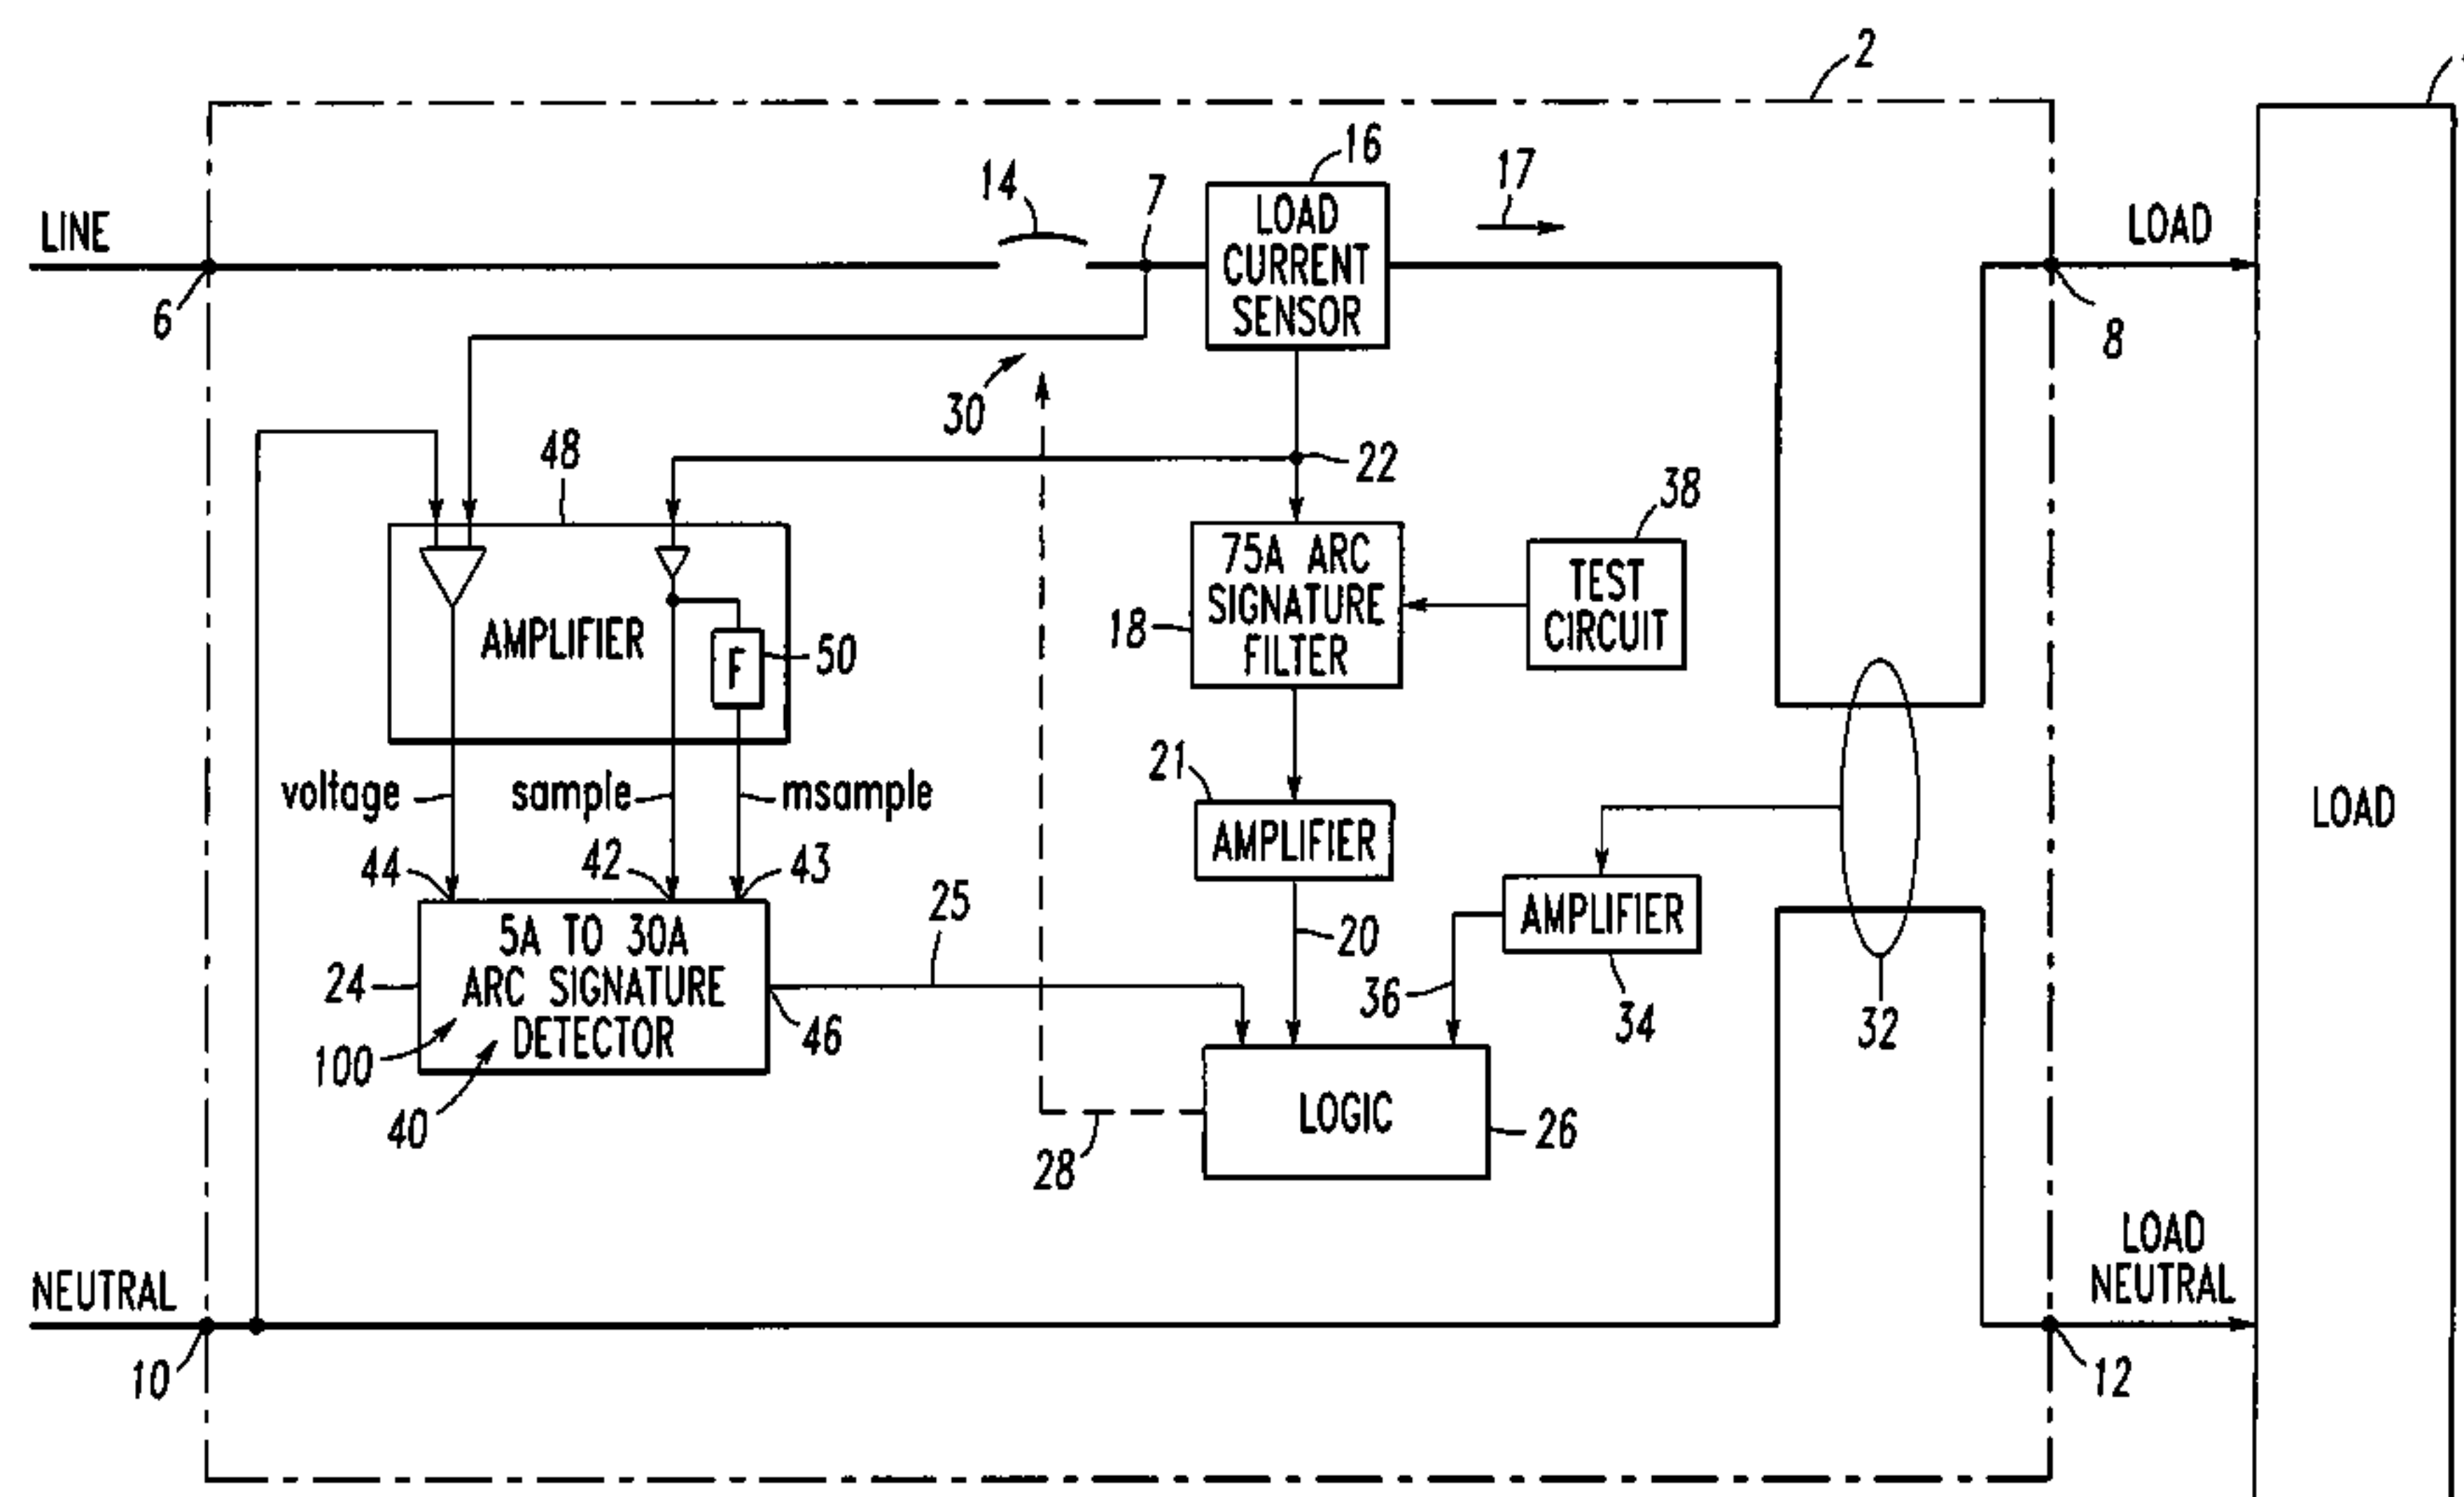 2
16
14
7
17
LINE
LOAD
CURRENT
SENSOR
LOAD
6
8
30
48
22
38
75A ARC
SIGNATURE
FILTER
18
TEST
CIRCUIT
AMPLIFIER
F
50
21
voltage
sample
msample
LOAD
AMPLIFIER
44
42
43
25
20
AMPLIFIER
5A TO 30A
ARC SIGNATURE
DETECTOR
24
36
34
32
100
46
40
LOGIC
26
28
LOAD
NEUTRAL
NEUTRAL
10
12